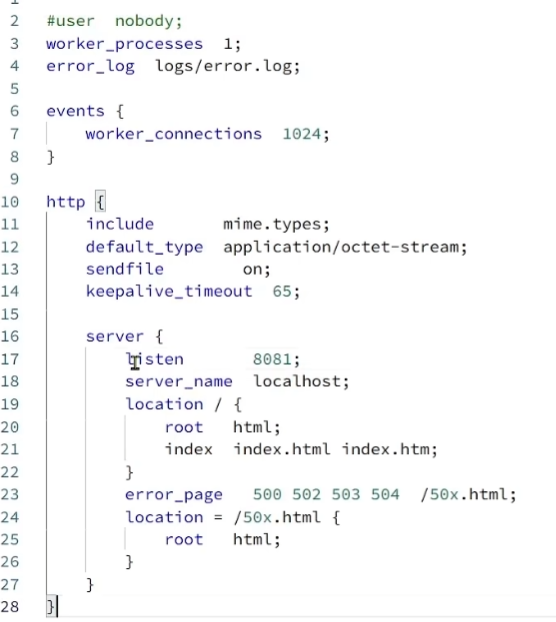 1
2 #user  nobody;
3 worker_processes  1;
4 error_log  logs/error.log;
5
6 events {
7     worker_connections  1024;
8 }
9
10 http {
11     include       mime.types;
12     default_type  application/octet-stream;
13     sendfile        on;
14     keepalive_timeout  65;
15
16     server {
17         listen       8081;
18         server_name  localhost;
19         location / {
20             root   html;
21             index  index.html index.htm;
22         }
23         error_page   500 502 503 504  /50x.html;
24         location = /50x.html {
25             root   html;
26         }
27     }
28 }